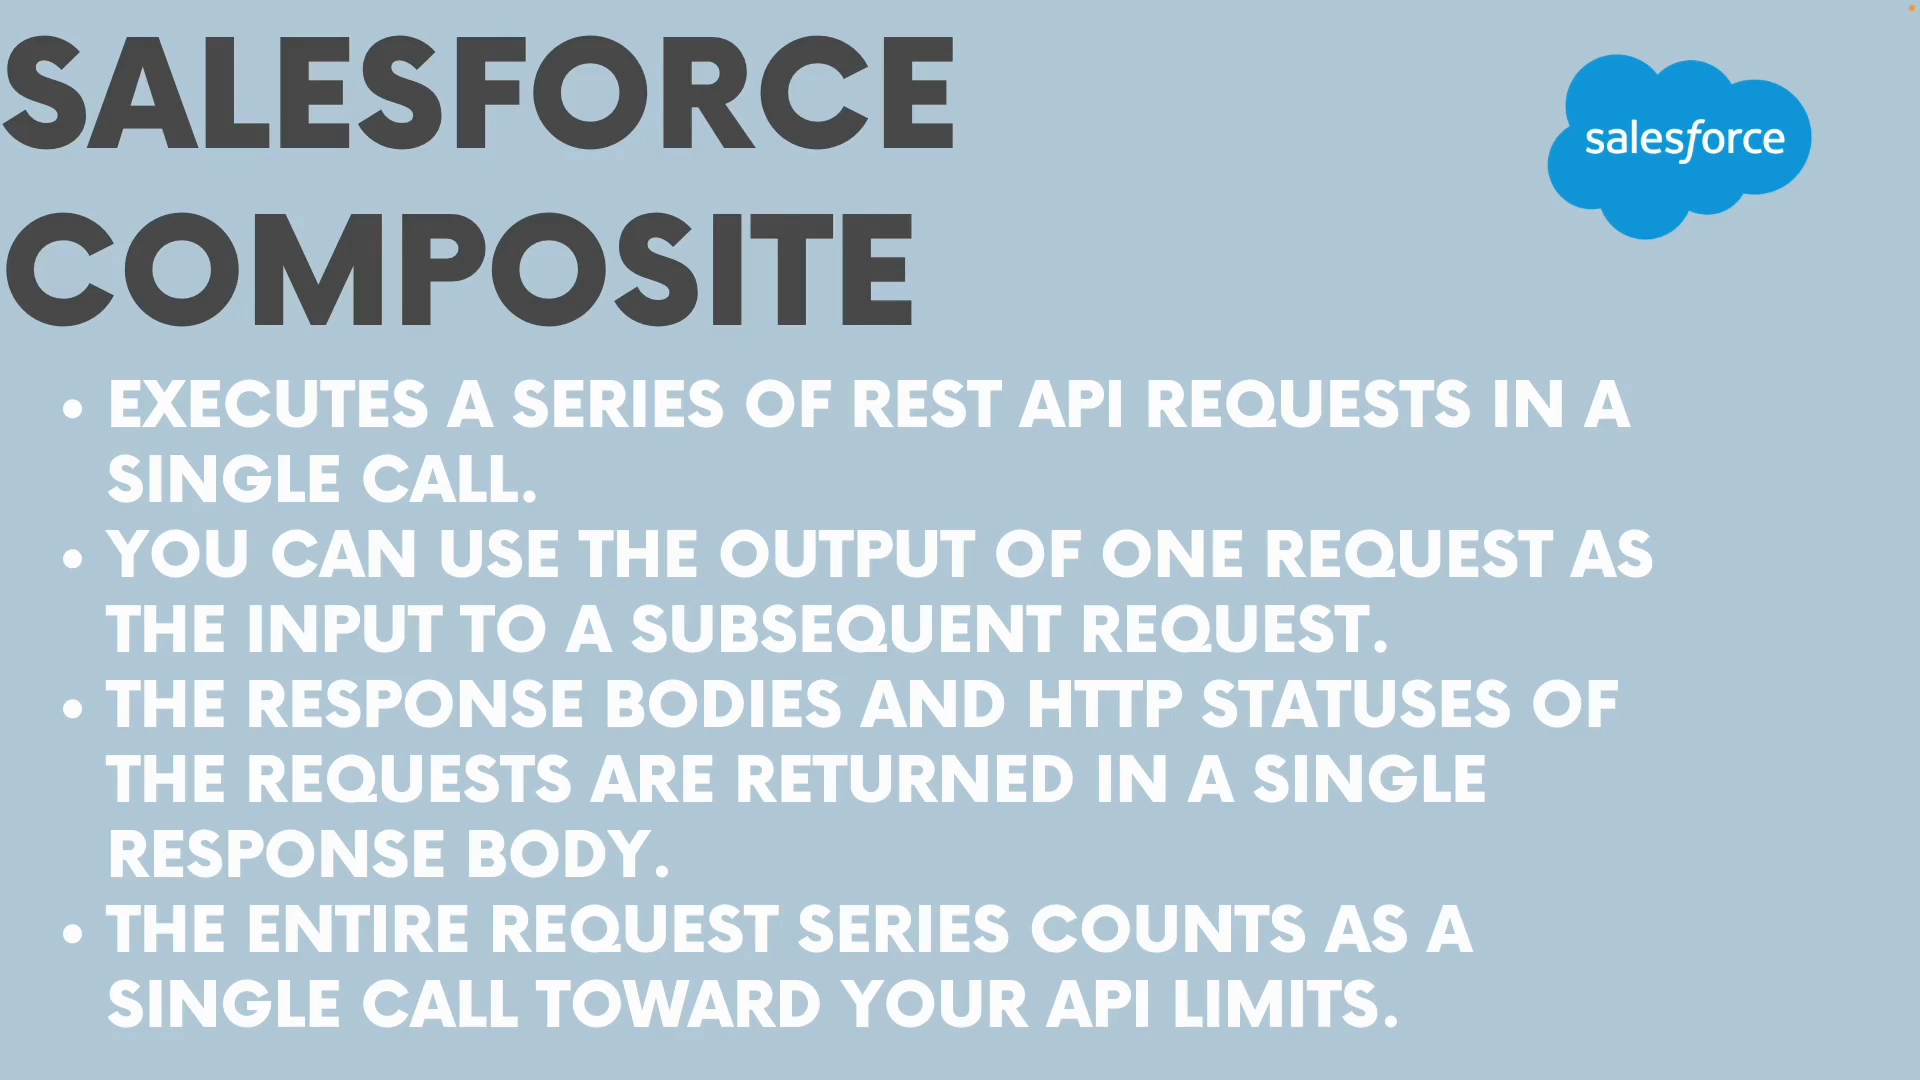 SALESFORCE
COMPOSITE
salesforce
• EXECUTES A SERIES OF REST API REQUESTS IN A
SINGLE CALL.
• YOU CAN USE THE OUTPUT OF ONE REQUEST AS
THE INPUT TO A SUBSEQUENT REQUEST.
• THE RESPONSE BODIES AND HTTP STATUSES OF
THE REQUESTS ARE RETURNED IN A SINGLE
RESPONSE BODY.
• THE ENTIRE REQUEST SERIES COUNTS AS A
SINGLE CALL TOWARD YOUR API LIMITS.